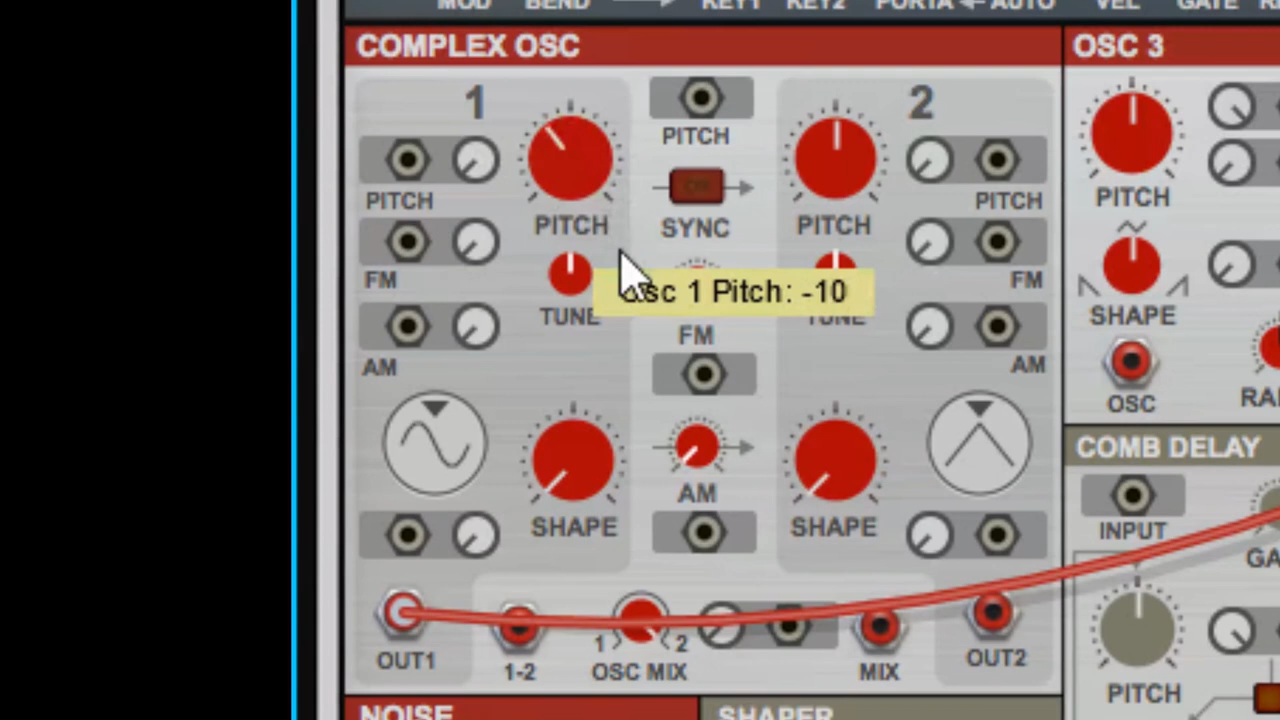 MOD BEND KEY1 KEY2 PORTA AUTO VEL GATE
COMPLEX OSC
OSC 3
1
2
PITCH
PITCH
PITCH
PITCH
PITCH
PITCH
SYNC
FM
FM
Osc 1 Pitch: -10
TUNE
TUNE
SHAPE
FM
AM
AM
OSC
AM
COMB DELAY
INPUT
SHAPE
SHAPE
1
2
OUT1
1-2
OSC MIX
MIX
OUT2
PITCH
NOISE
SHAPER